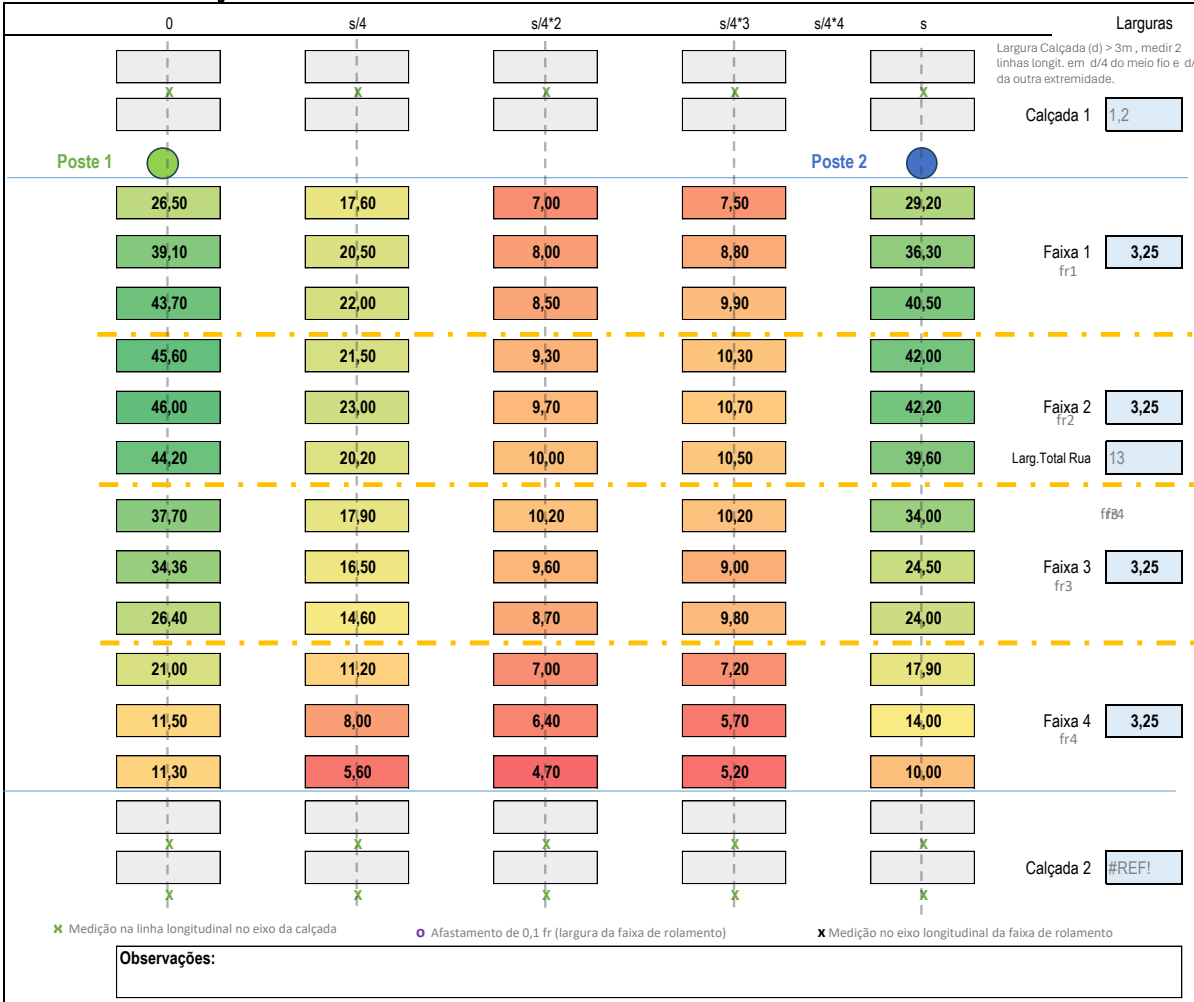 0 s/4 s/4*2 s/4*3 s/4*4 s Larguras
Largura Calçada (d) > 3m , medir 2
linhas longit. em d/4 do meio fio e d/
da outra extremidade.
x x x x x
Calçada 1 1,2
Poste 1 Poste 2
26,50 17,60 7,00 7,50 29,20
39,10 20,50 8,00 8,80 36,30 Faixa 1 3,25
fr1
43,70 22,00 8,50 9,90 40,50
45,60 21,50 9,30 10,30 42,00
46,00 23,00 9,70 10,70 42,20 Faixa 2 3,25
fr2
44,20 20,20 10,00 10,50 39,60 Larg.Total Rua 13
37,70 17,90 10,20 10,20 34,00
34,36 16,50 9,60 9,00 24,50 Faixa 3 3,25
fr3
26,40 14,60 8,70 9,80 24,00
21,00 11,20 7,00 7,20 17,90
11,50 8,00 6,40 5,70 14,00 Faixa 4 3,25
fr4
11,30 5,60 4,70 5,20 10,00
x x x x x
Calçada 2 #REF!
x x x x x
x Medição na linha longitudinal no eixo da calçada o Afastamento de 0,1 fr (largura da faixa de rolamento) x Medição no eixo longitudinal da faixa de rolamento
Observações: